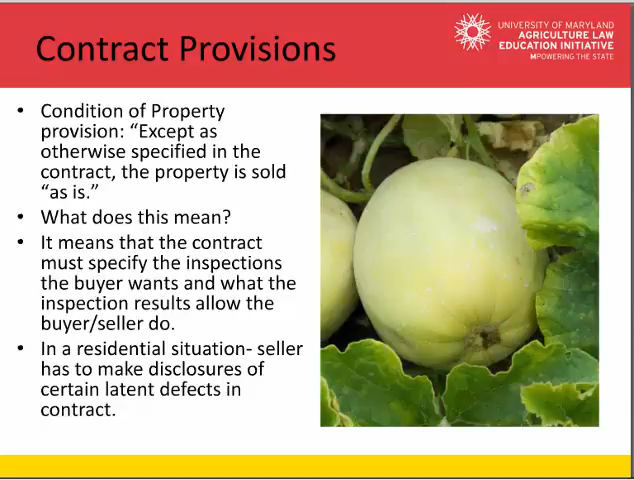 Contract Provisions
UNIVERSITY OF MARYLAND
AGRICULTURE LAW
EDUCATION INITIATIVE
MPOWERING THE STATE
• Condition of Property
provision: “Except as
otherwise specified in the
contract, the property is sold
“as is.”
• What does this mean?
• It means that the contract
must specify the inspections
the buyer wants and what the
inspection results allow the
buyer/seller do.
• In a residential situation- seller
has to make disclosures of
certain latent defects in
contract.